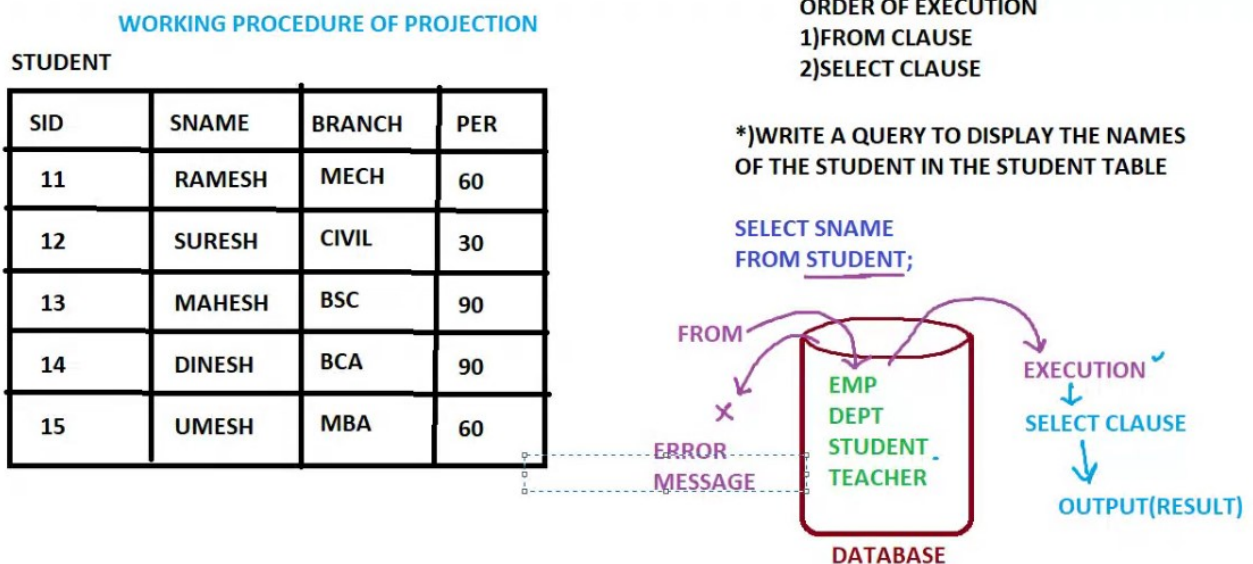 WORKING PROCEDURE OF PROJECTION
STUDENT
SID SNAME BRANCH PER
11 RAMESH MECH 60
12 SURESH CIVIL 30
13 MAHESH BSC 90
14 DINESH BCA 90
15 UMESH MBA 60
ORDER OF EXECUTION
1)FROM CLAUSE
2)SELECT CLAUSE
*)WRITE A QUERY TO DISPLAY THE NAMES
OF THE STUDENT IN THE STUDENT TABLE
SELECT SNAME
FROM STUDENT;
FROM
ERROR
MESSAGE
EMP
DEPT
STUDENT
TEACHER
DATABASE
EXECUTION
SELECT CLAUSE
OUTPUT(RESULT)